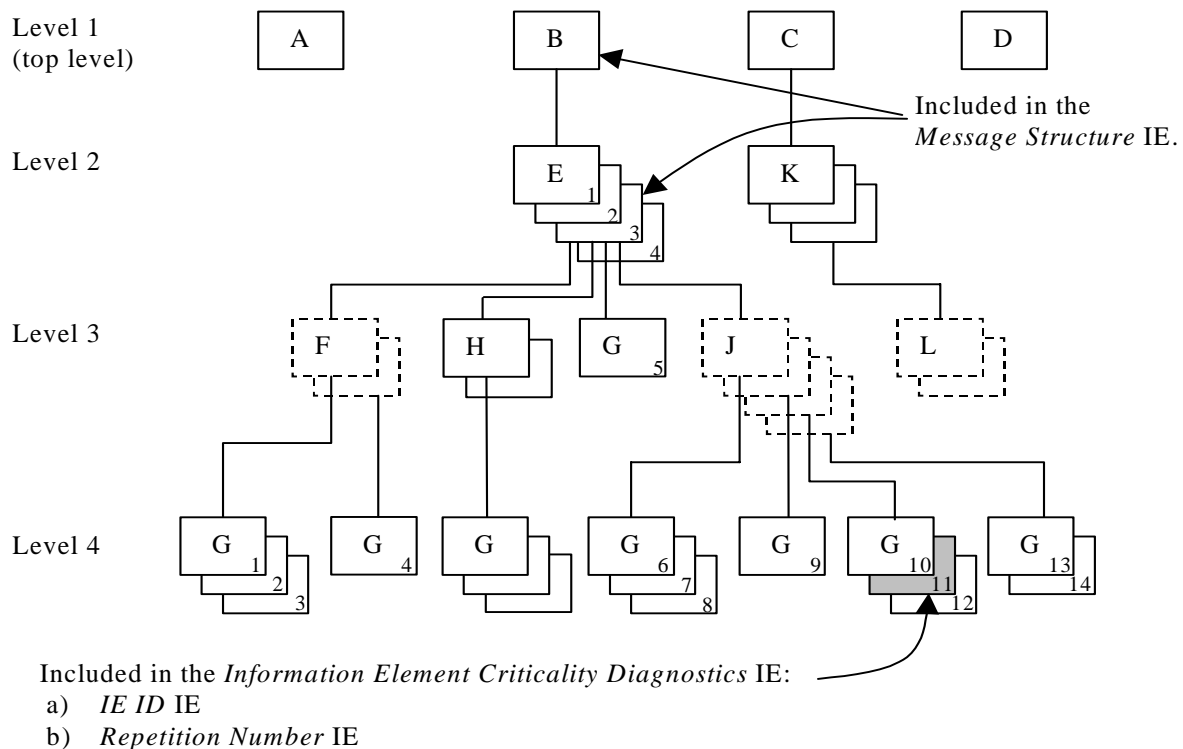 Level 1
(top level)
A
B
C
D
Included in the
Message Structure IE.
Level 2
E
1
2
3
4
K
Level 3
F
H
G
5
J
L
Level 4
G
1
2
3
G
4
G
G
6
7
8
G
9
G
10
11
12
G
13
14
Included in the Information Element Criticality Diagnostics IE:
a) IE ID IE
b) Repetition Number IE